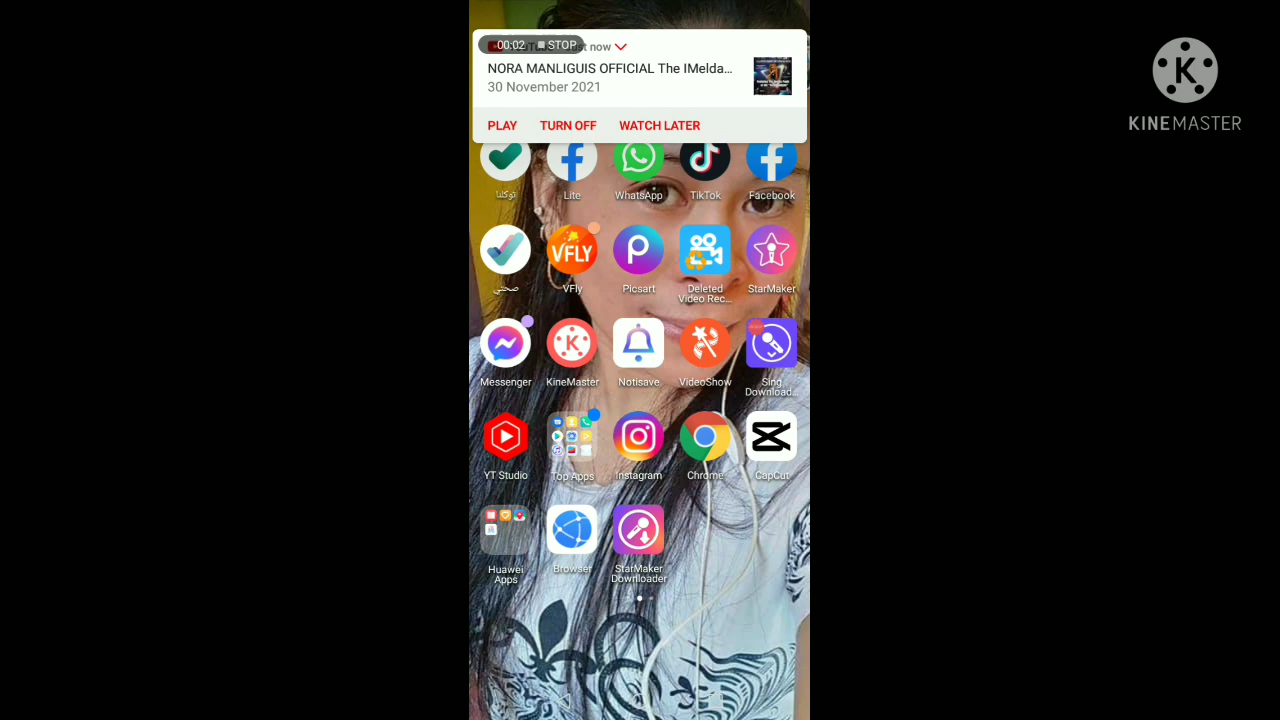 00:02 STOP
now
NORA MANLIGUIS OFFICIAL The IMelda...
30 November 2021
PLAY TURN OFF WATCH LATER
توكلنا Lite WhatsApp TikTok Facebook
VFLY
صحتي VFly Picsart Deleted Video Rec... StarMaker
K
Messenger KineMaster Notisave VideoShow Sing Download...
YT Studio Top Apps Instagram Chrome CapCut
Huawei Apps Browser StarMaker Downloader
K
KINEMASTER